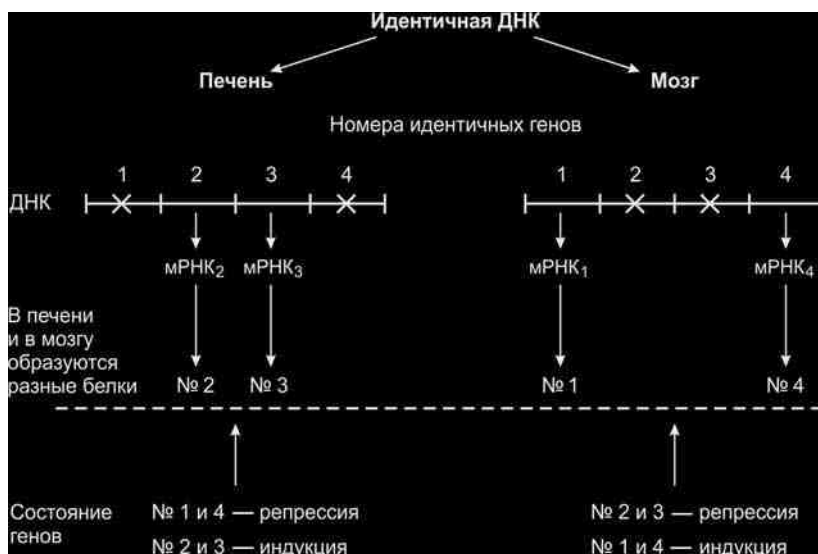 Идентичная ДНК
Печень Мозг
Номера идентичных генов
1 2 3 4 1 2 3 4
ДНК
мРНК2 мРНК3 мРНК1 мРНК4
В печени
и в мозгу
образуются
разные белки № 2 № 3 № 1 № 4
Состояние № 1 и 4 — репрессия № 2 и 3 — репрессия
генов № 2 и 3 — индукция № 1 и 4 — индукция